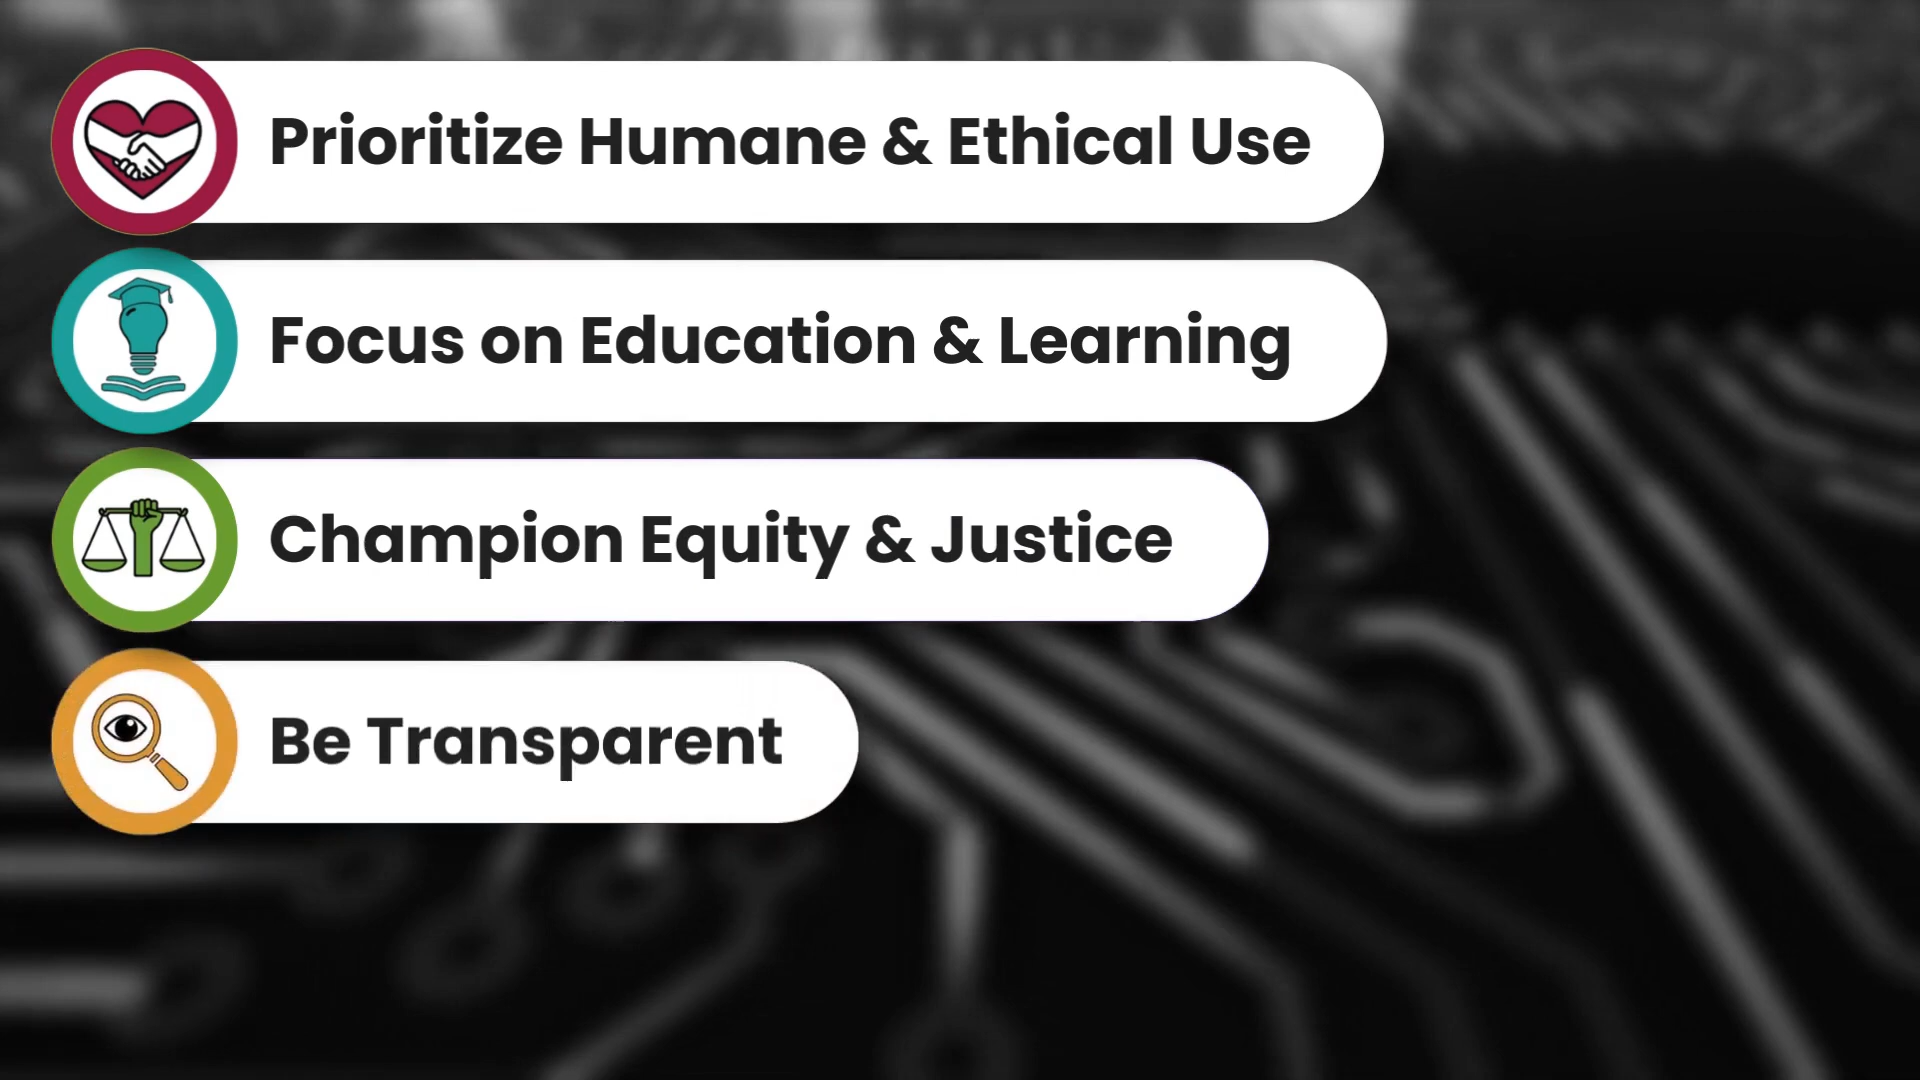 Prioritize Humane & Ethical Use
Focus on Education & Learning
Champion Equity & Justice
Be Transparent